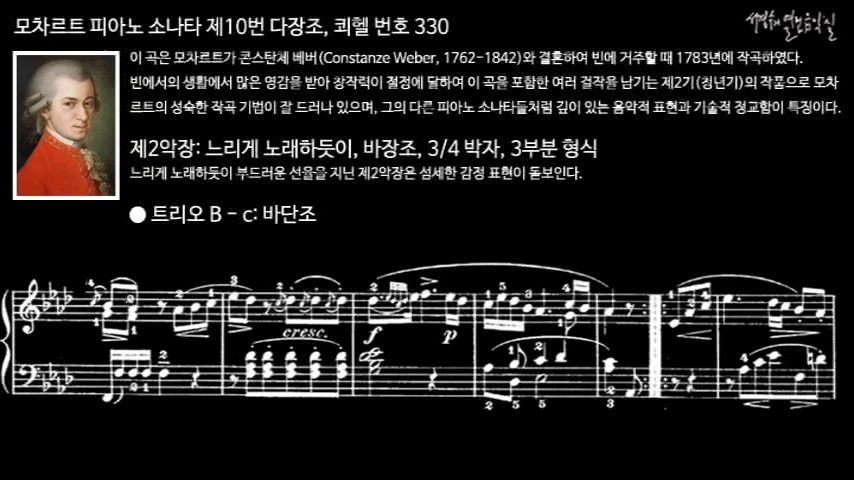 모차르트 피아노 소나타 제10번 다장조, 쾨헬 번호 330
서영화의 열린음악실
이 곡은 모차르트가 콘스탄체 베버(Constanze Weber, 1762-1842)와 결혼하여 빈에 거주할 때 1783년에 작곡하였다.
빈에서의 생활에서 많은 영감을 받아 창작력이 절정에 달하여 이 곡을 포함한 여러 걸작을 남기는 제2기(청년기)의 작품으로 모차
르트의 성숙한 작곡 기법이 잘 드러나 있으며, 그의 다른 피아노 소나타들처럼 깊이 있는 음악적 표현과 기술적 정교함이 특징이다.
제2악장: 느리게 노래하듯이, 바장조, 3/4 박자, 3부분 형식
느리게 노래하듯이 부드러운 선율을 지닌 제2악장은 섬세한 감정 표현이 돋보인다.
● 트리오 B - c: 바단조
cresc.
f
p